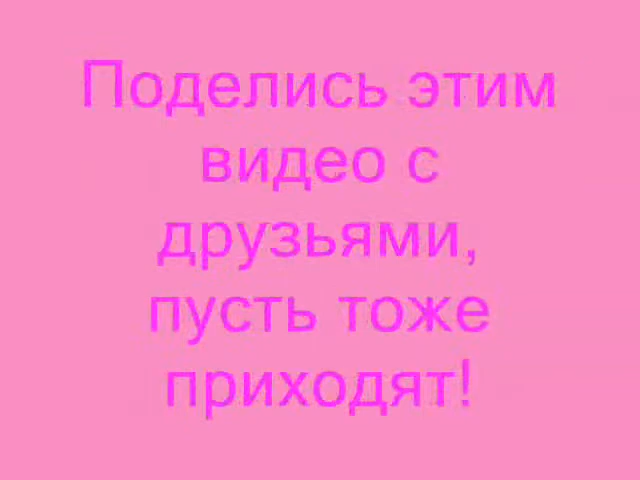 Поделись этим
видео с
друзьями,
пусть тоже
приходят!